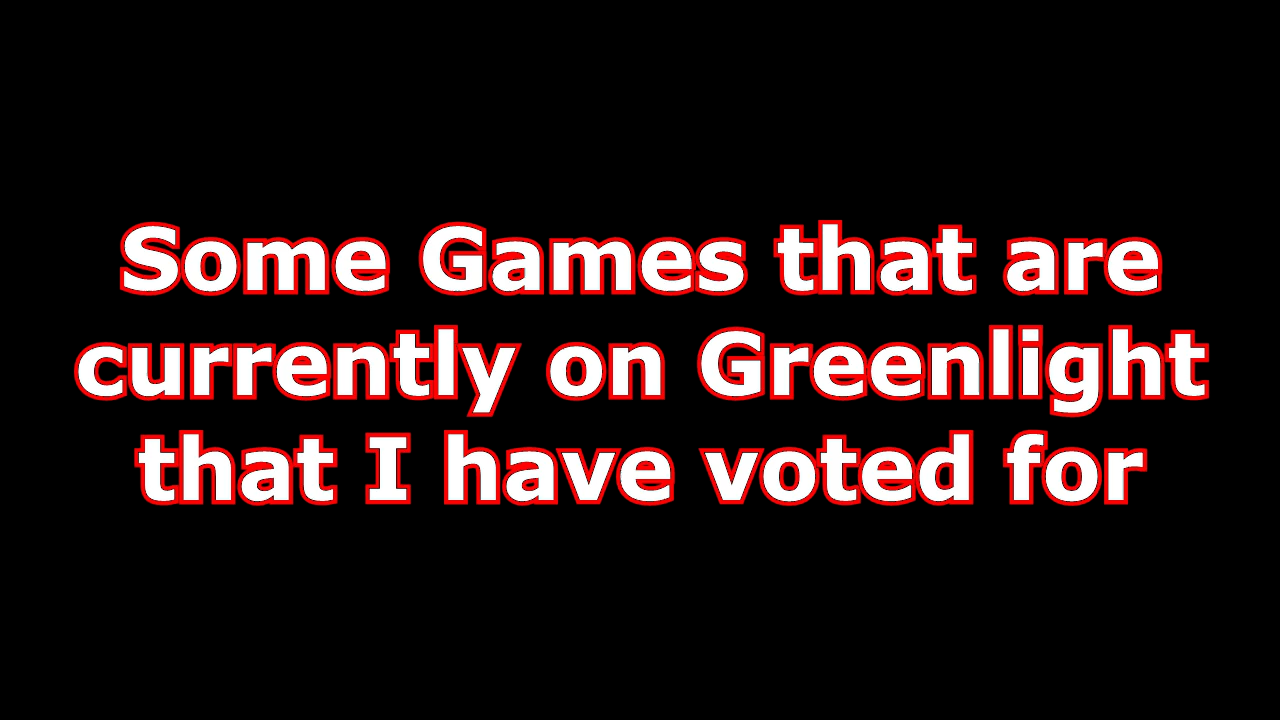 Some Games that are
currently on Greenlight
that I have voted for